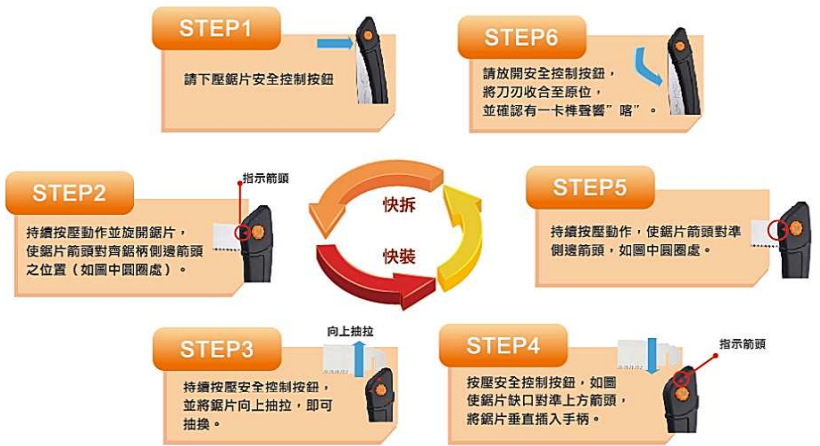 STEP1
請下壓鋸片安全控制按鈕
STEP2
指示箭頭
持續按壓動作並旋開鋸片，
使鋸片箭頭對齊鋸柄側邊箭頭
之位置（如圖中圓圈處）。
STEP3
向上抽拉
持續按壓安全控制按鈕，
並將鋸片向上抽拉，即可
抽換。
STEP4
指示箭頭
按壓安全控制按鈕，如圖
使鋸片缺口對準上方箭頭，
將鋸片垂直插入手柄。
STEP5
持續按壓動作，使鋸片箭頭對準
側邊箭頭，如圖中圓圈處。
STEP6
請放開安全控制按鈕，
將刀刃收合至原位，
並確認有一卡榫聲響”喀”。
快拆
快裝